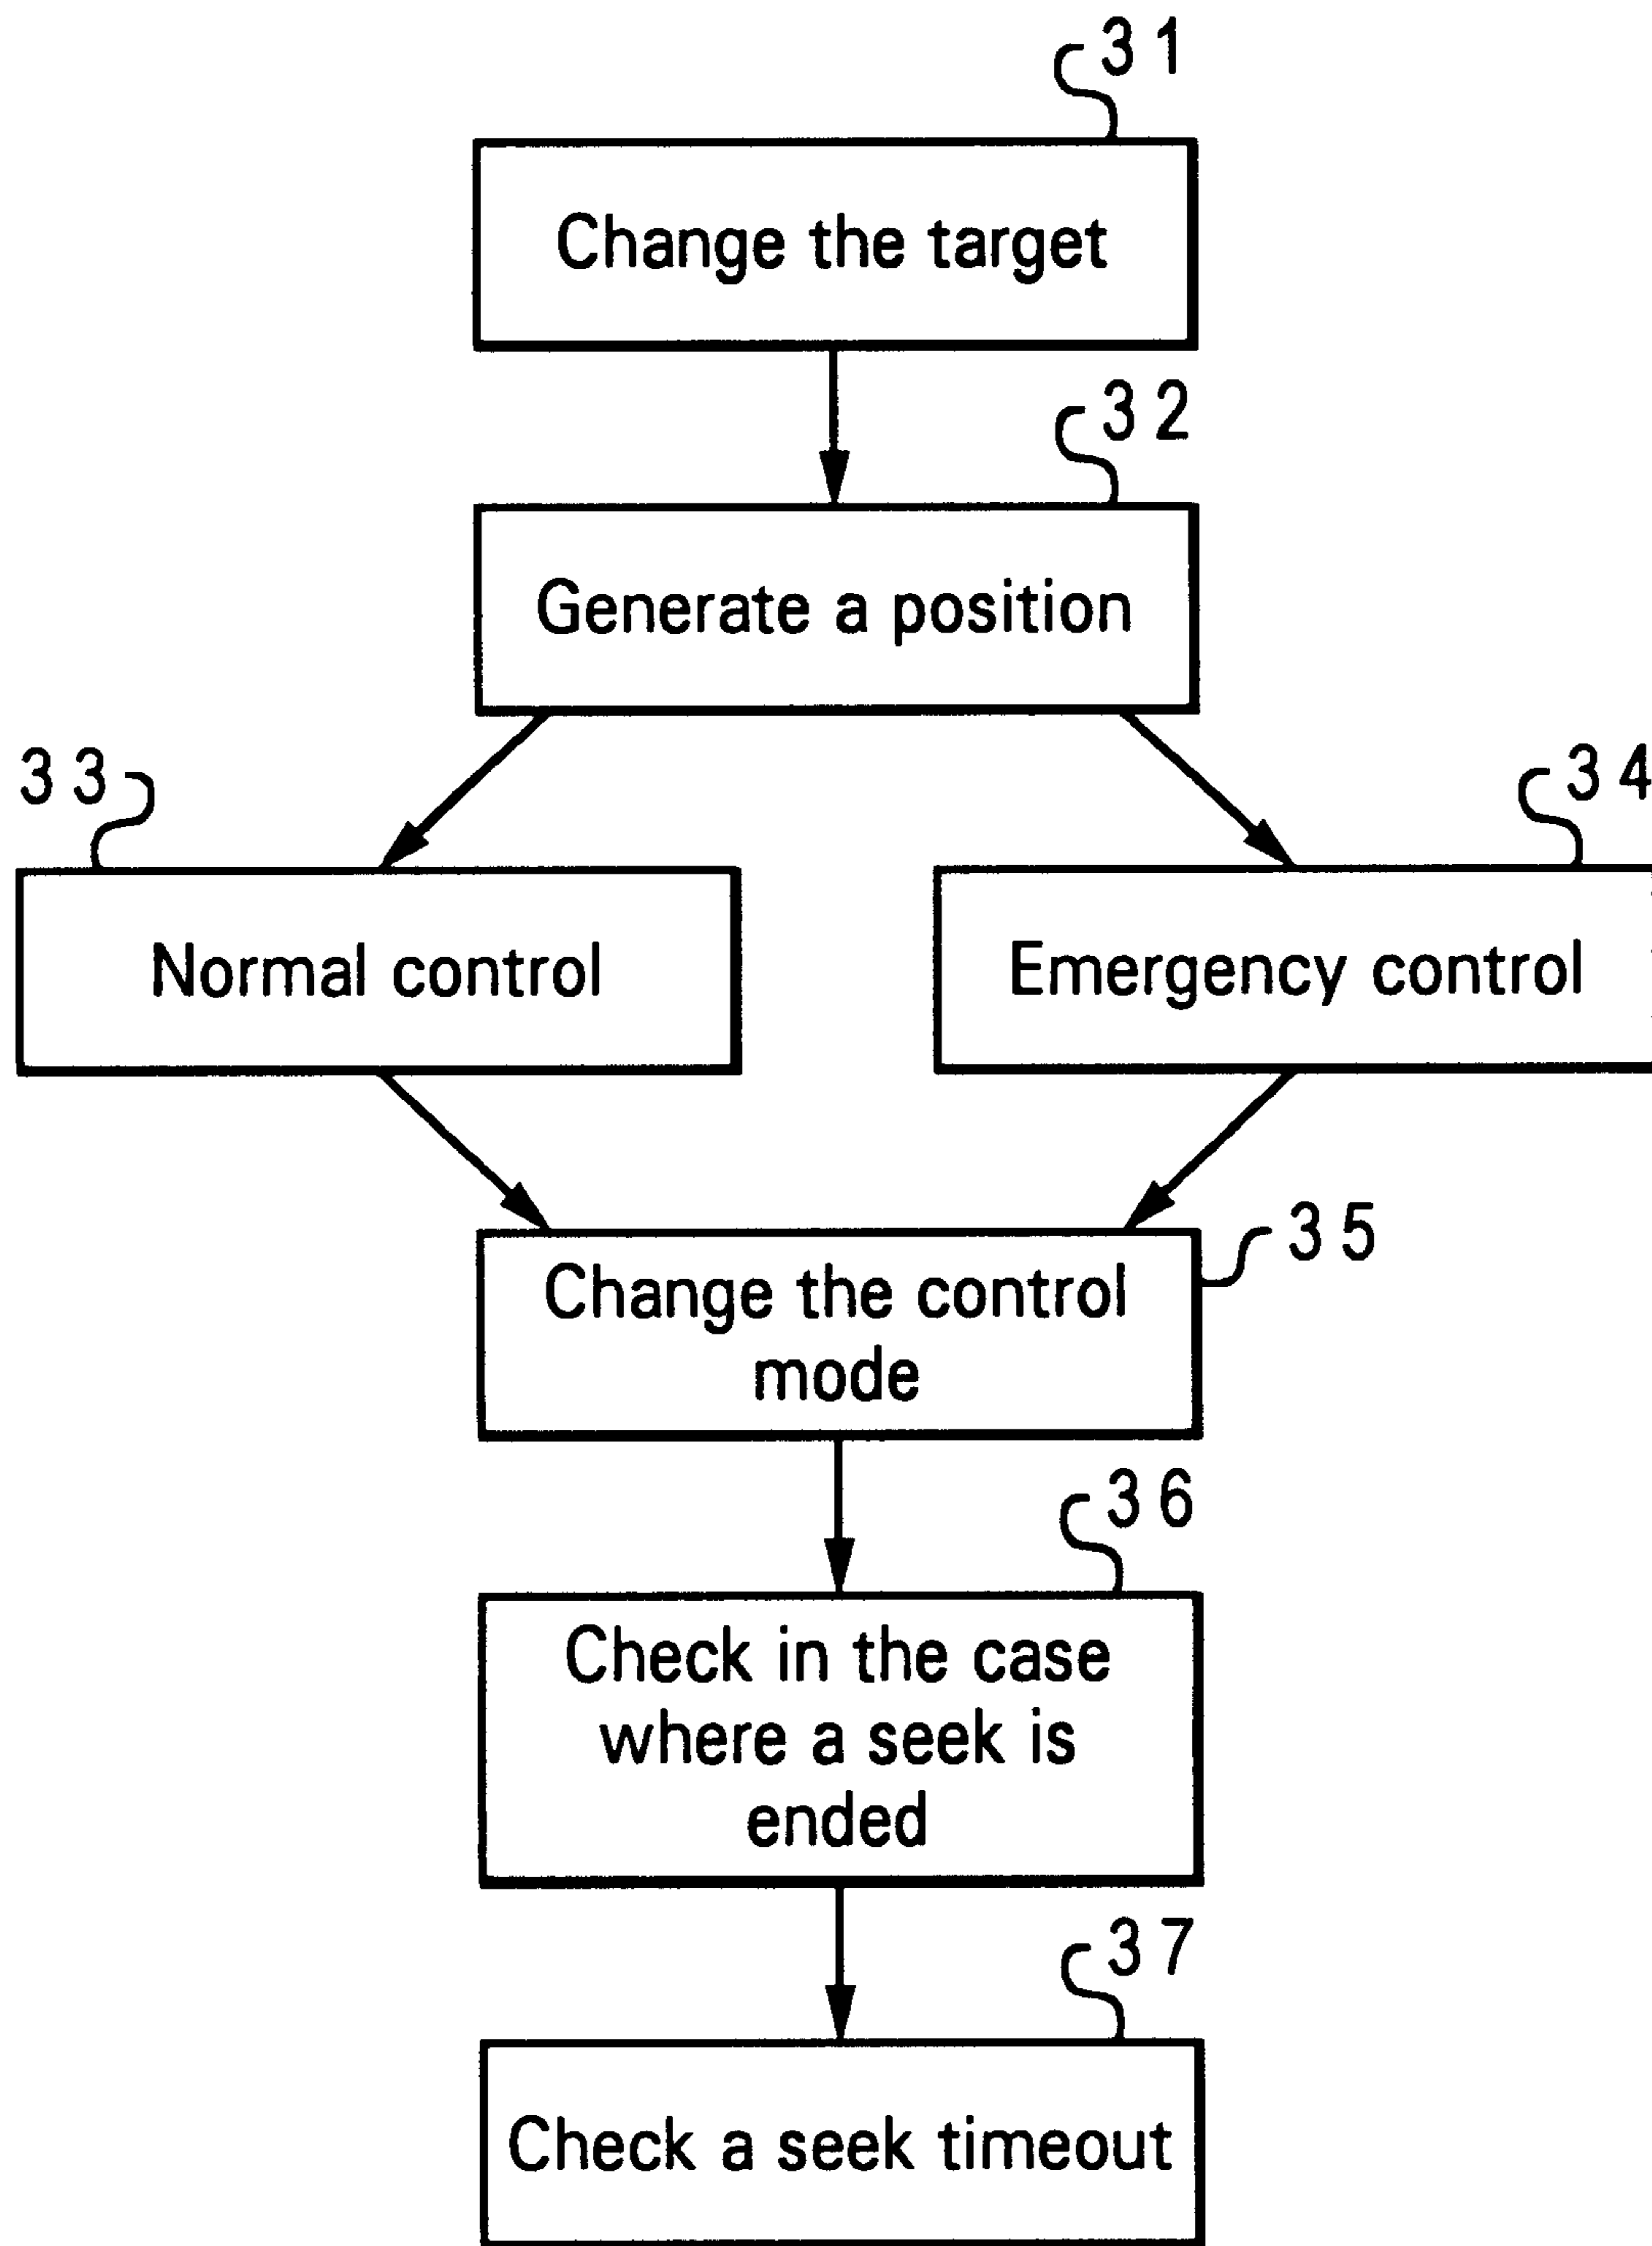 31
Change the target
32
Generate a position
33
34
Normal control
Emergency control
35
Change the control
mode
36
Check in the case
where a seek is
ended
37
Check a seek timeout